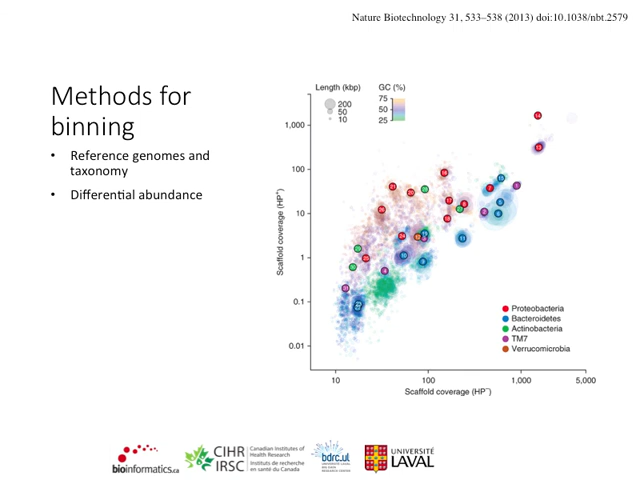 Nature Biotechnology 31, 533–538 (2013) doi:10.1038/nbt.2579
Methods for
binning
• Reference genomes and
taxonomy
• Differential abundance
Length (kbp)
200
50
10
GC (%)
75
50
25
Scaffold coverage (HP⁺)
1,000
100
10
1
0.1
0.01
10
100
1,000
5,000
Scaffold coverage (HP⁻)
Proteobacteria
Bacteroidetes
Actinobacteria
TM7
Verrucomicrobia
bioinformatics.ca
CIHR
IRSC
Canadian Institutes of
Health Research
Instituts de recherche
en santé du Canada
bdrc.ul
UNIVERSITÉ
LAVAL